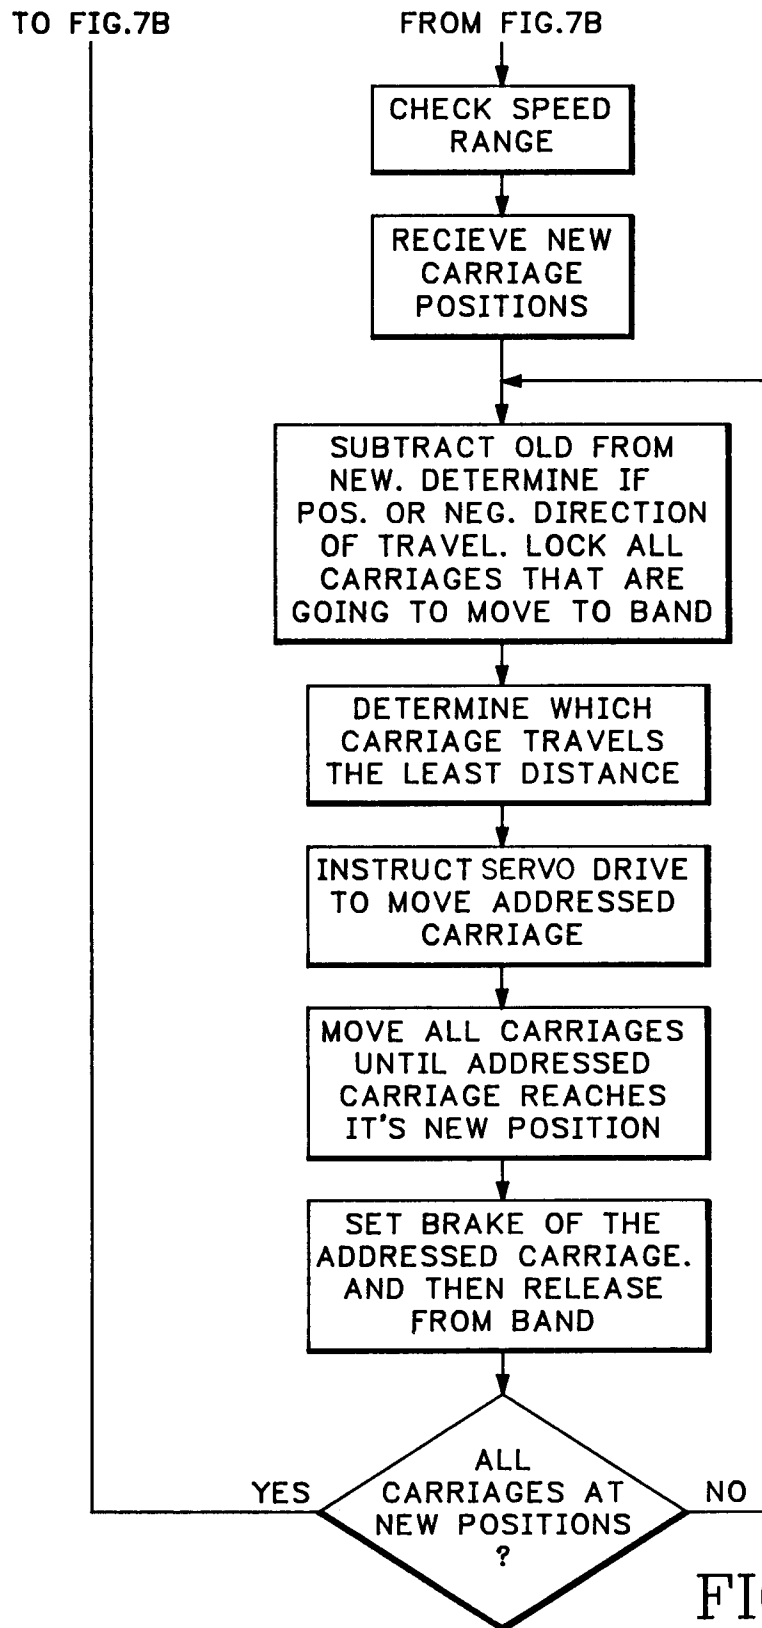 TO FIG.7B
FROM FIG.7B
CHECK SPEED
RANGE
RECIEVE NEW
CARRIAGE
POSITIONS
SUBTRACT OLD FROM
NEW. DETERMINE IF
POS. OR NEG. DIRECTION
OF TRAVEL. LOCK ALL
CARRIAGES THAT ARE
GOING TO MOVE TO BAND
DETERMINE WHICH
CARRIAGE TRAVELS
THE LEAST DISTANCE
INSTRUCT SERVO DRIVE
TO MOVE ADDRESSED
CARRIAGE
MOVE ALL CARRIAGES
UNTIL ADDRESSED
CARRIAGE REACHES
IT'S NEW POSITION
SET BRAKE OF THE
ADDRESSED CARRIAGE.
AND THEN RELEASE
FROM BAND
ALL
CARRIAGES AT
NEW POSITIONS
?
YES
NO